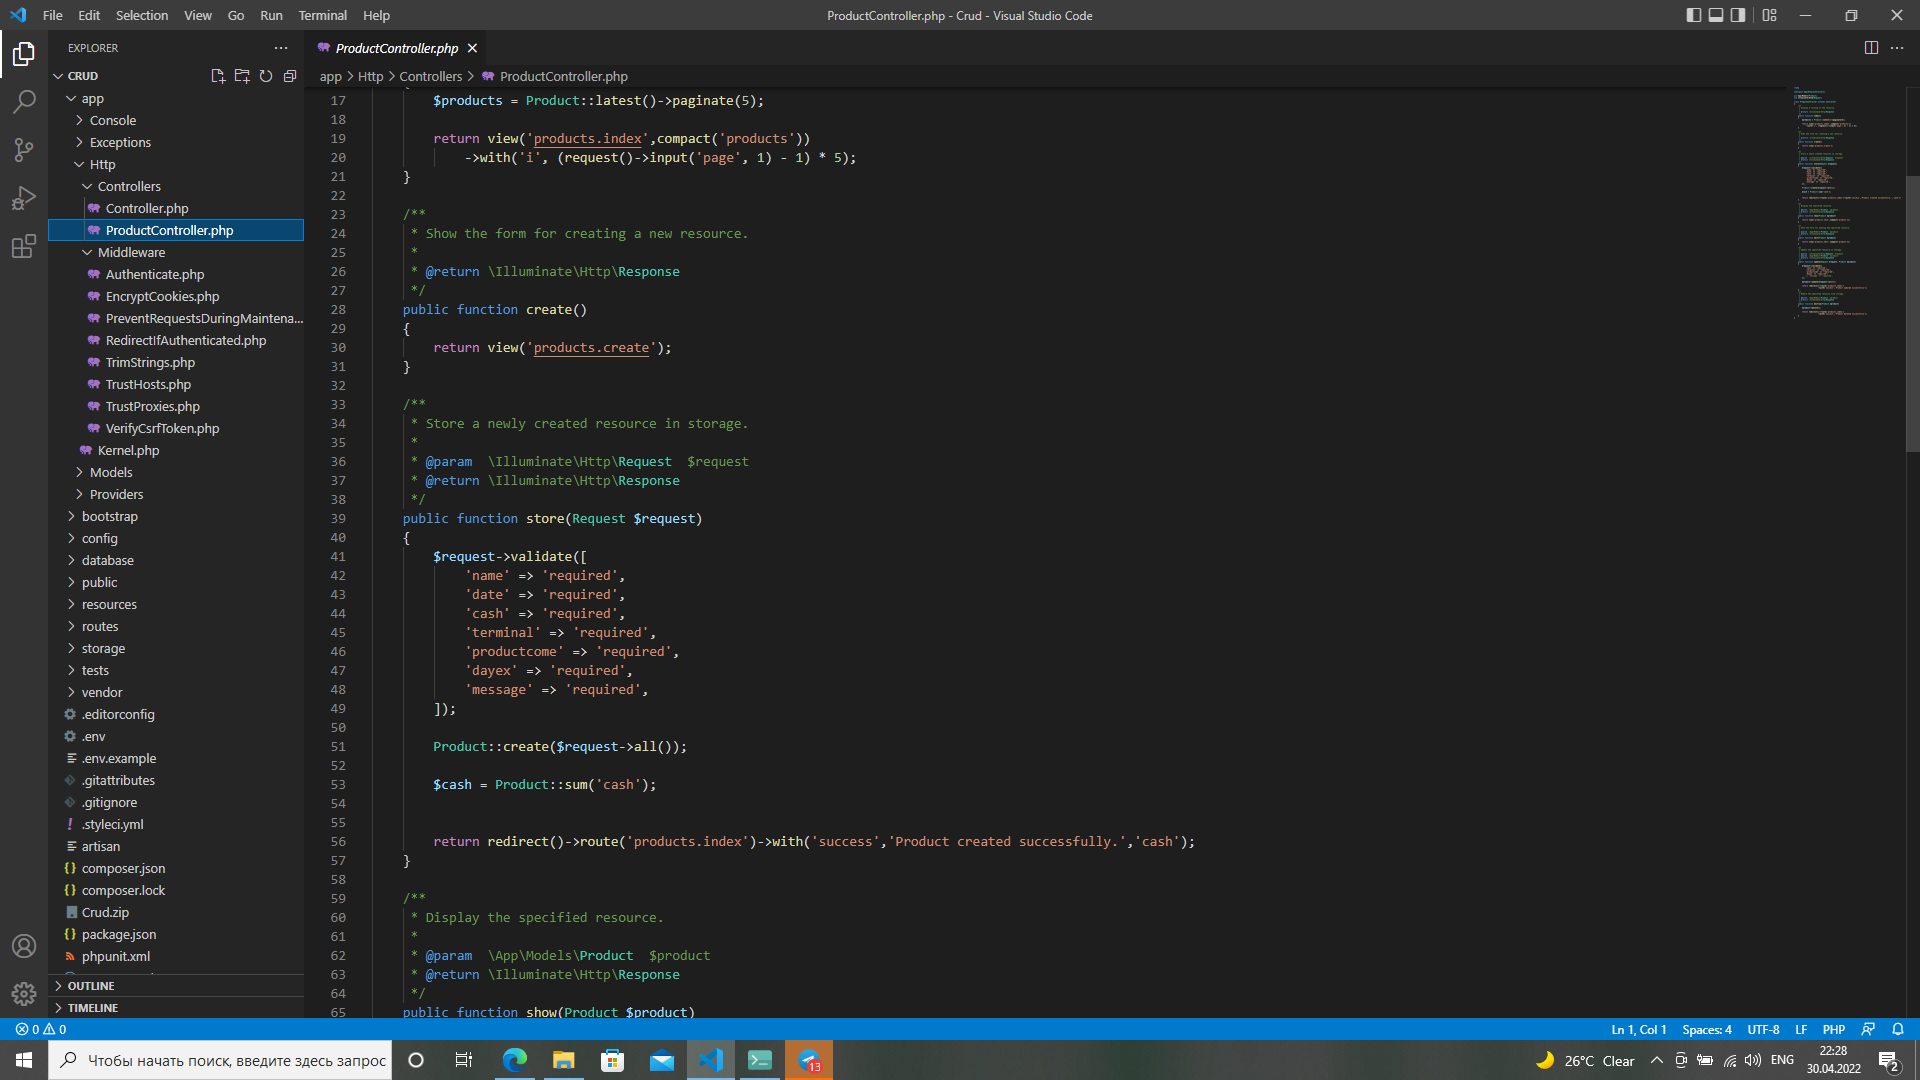 File Edit Selection View Go Run Terminal Help
ProductController.php - Crud - Visual Studio Code
EXPLORER
ProductController.php
CRUD
app > Http > Controllers > ProductController.php
app
Console
Exceptions
Http
Controllers
Controller.php
ProductController.php
Middleware
Authenticate.php
EncryptCookies.php
PreventRequestsDuringMaintena...
RedirectIfAuthenticated.php
TrimStrings.php
TrustHosts.php
TrustProxies.php
VerifyCsrfToken.php
Kernel.php
Models
Providers
bootstrap
config
database
public
resources
routes
storage
tests
vendor
.editorconfig
.env
.env.example
.gitattributes
.gitignore
.styleci.yml
artisan
composer.json
composer.lock
Crud.zip
package.json
phpunit.xml
OUTLINE
TIMELINE
17 $products = Product::latest()->paginate(5);
18
19 return view('products.index',compact('products'))
20 ->with('i', (request()->input('page', 1) - 1) * 5);
21 }
22
23 /**
24 * Show the form for creating a new resource.
25 *
26 * @return \Illuminate\Http\Response
27 */
28 public function create()
29 {
30 return view('products.create');
31 }
32
33 /**
34 * Store a newly created resource in storage.
35 *
36 * @param  \Illuminate\Http\Request  $request
37 * @return \Illuminate\Http\Response
38 */
39 public function store(Request $request)
40 {
41 $request->validate([
42 'name' => 'required',
43 'date' => 'required',
44 'cash' => 'required',
45 'terminal' => 'required',
46 'productcome' => 'required',
47 'dayex' => 'required',
48 'message' => 'required',
49 ]);
50
51 Product::create($request->all());
52
53 $cash = Product::sum('cash');
54
55
56 return redirect()->route('products.index')->with('success','Product created successfully.','cash');
57 }
58
59 /**
60 * Display the specified resource.
61 *
62 * @param  \App\Models\Product  $product
63 * @return \Illuminate\Http\Response
64 */
65 public function show(Product $product)
0 0
Ln 1, Col 1 Spaces: 4 UTF-8 LF PHP
Чтобы начать поиск, введите здесь запрос
13
26°C Clear
ENG
22:28
30.04.2022
2